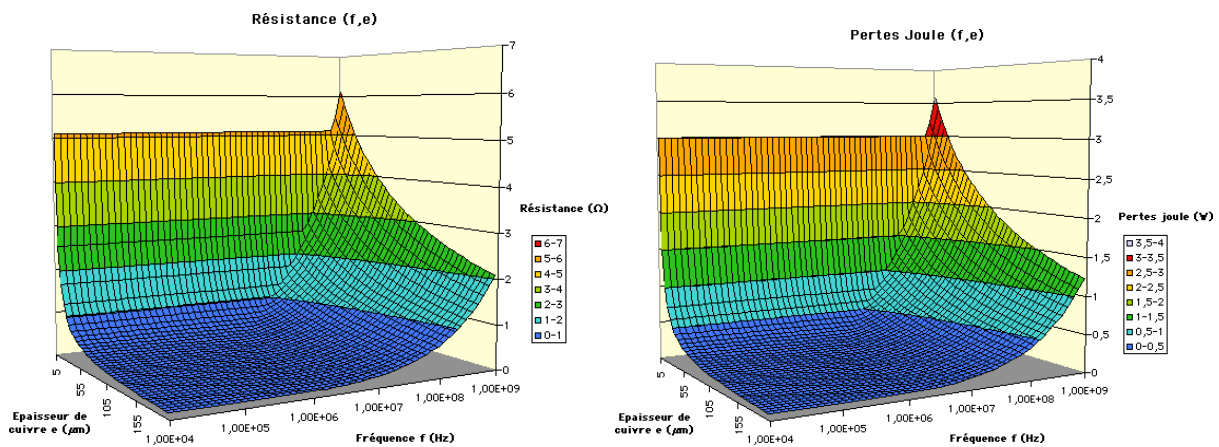 Résistance (f,e)
7
6
5
4
3
2
1
0
Résistance (Ω)
6-7
5-6
4-5
3-4
2-3
1-2
0-1
5
55
105
155
Epaisseur de
cuivre e (μm)
1,00E+04
1,00E+05
1,00E+06
1,00E+07
1,00E+08
1,00E+09
Fréquence f (Hz)
Pertes Joule (f,e)
4
3,5
3
2,5
2
1,5
1
0,5
0
Pertes joule (W)
3,5-4
3-3,5
2,5-3
2-2,5
1,5-2
1-1,5
0,5-1
0-0,5
5
55
105
155
Epaisseur de
cuivre e (μm)
1,00E+04
1,00E+05
1,00E+06
1,00E+07
1,00E+08
1,00E+09
Fréquence f (Hz)